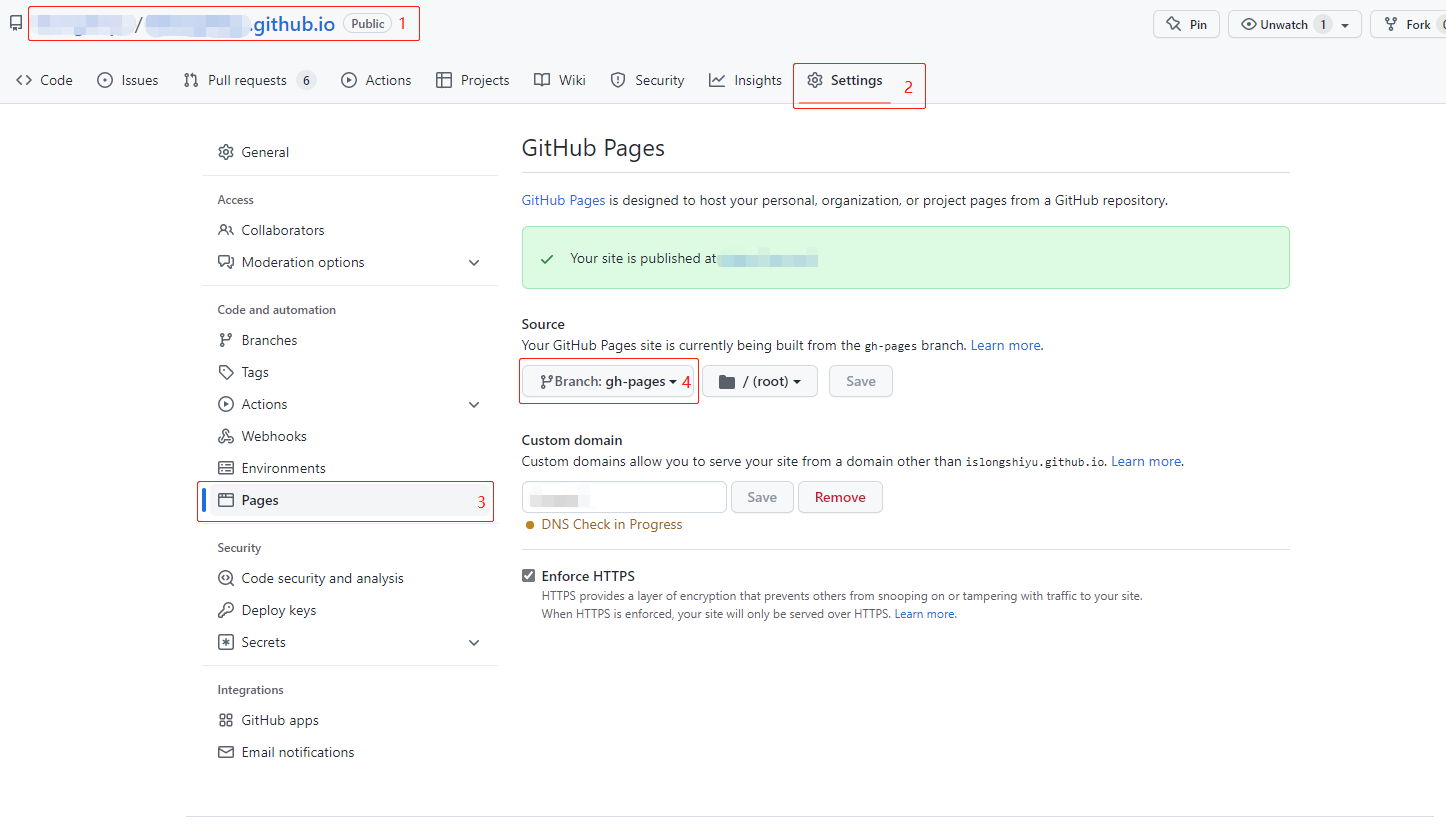 / .github.io Public 1
Pin Unwatch 1 Fork
Code Issues Pull requests 6 Actions Projects Wiki Security Insights Settings 2
General
Access
Collaborators
Moderation options
Code and automation
Branches
Tags
Actions
Webhooks
Environments
Pages 3
Security
Code security and analysis
Deploy keys
Secrets
Integrations
GitHub apps
Email notifications
GitHub Pages
GitHub Pages is designed to host your personal, organization, or project pages from a GitHub repository.
Your site is published at
Source
Your GitHub Pages site is currently being built from the gh-pages branch. Learn more.
Branch: gh-pages 4 / (root) Save
Custom domain
Custom domains allow you to serve your site from a domain other than islongshiyu.github.io. Learn more.
Save Remove
DNS Check in Progress
Enforce HTTPS
HTTPS provides a layer of encryption that prevents others from snooping on or tampering with traffic to your site.
When HTTPS is enforced, your site will only be served over HTTPS. Learn more.